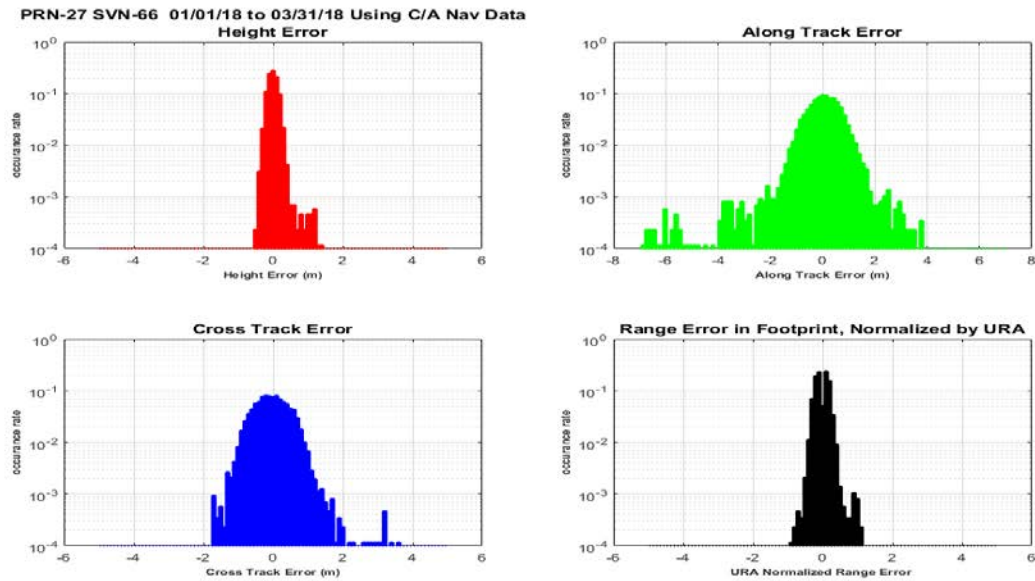 PRN-27 SVN-66 01/01/18 to 03/31/18 Using C/A Nav Data
Height Error
10^0
10^-1
10^-2
10^-3
10^-4
occurance rate
-6 -4 -2 0 2 4 6
Height Error (m)
Along Track Error
10^0
10^-1
10^-2
10^-3
10^-4
occurance rate
-8 -6 -4 -2 0 2 4 6 8
Along Track Error (m)
Cross Track Error
10^0
10^-1
10^-2
10^-3
10^-4
occurance rate
-6 -4 -2 0 2 4 6
Cross Track Error (m)
Range Error in Footprint, Normalized by URA
10^0
10^-1
10^-2
10^-3
10^-4
occurance rate
-6 -4 -2 0 2 4 6
URA Normalized Range Error